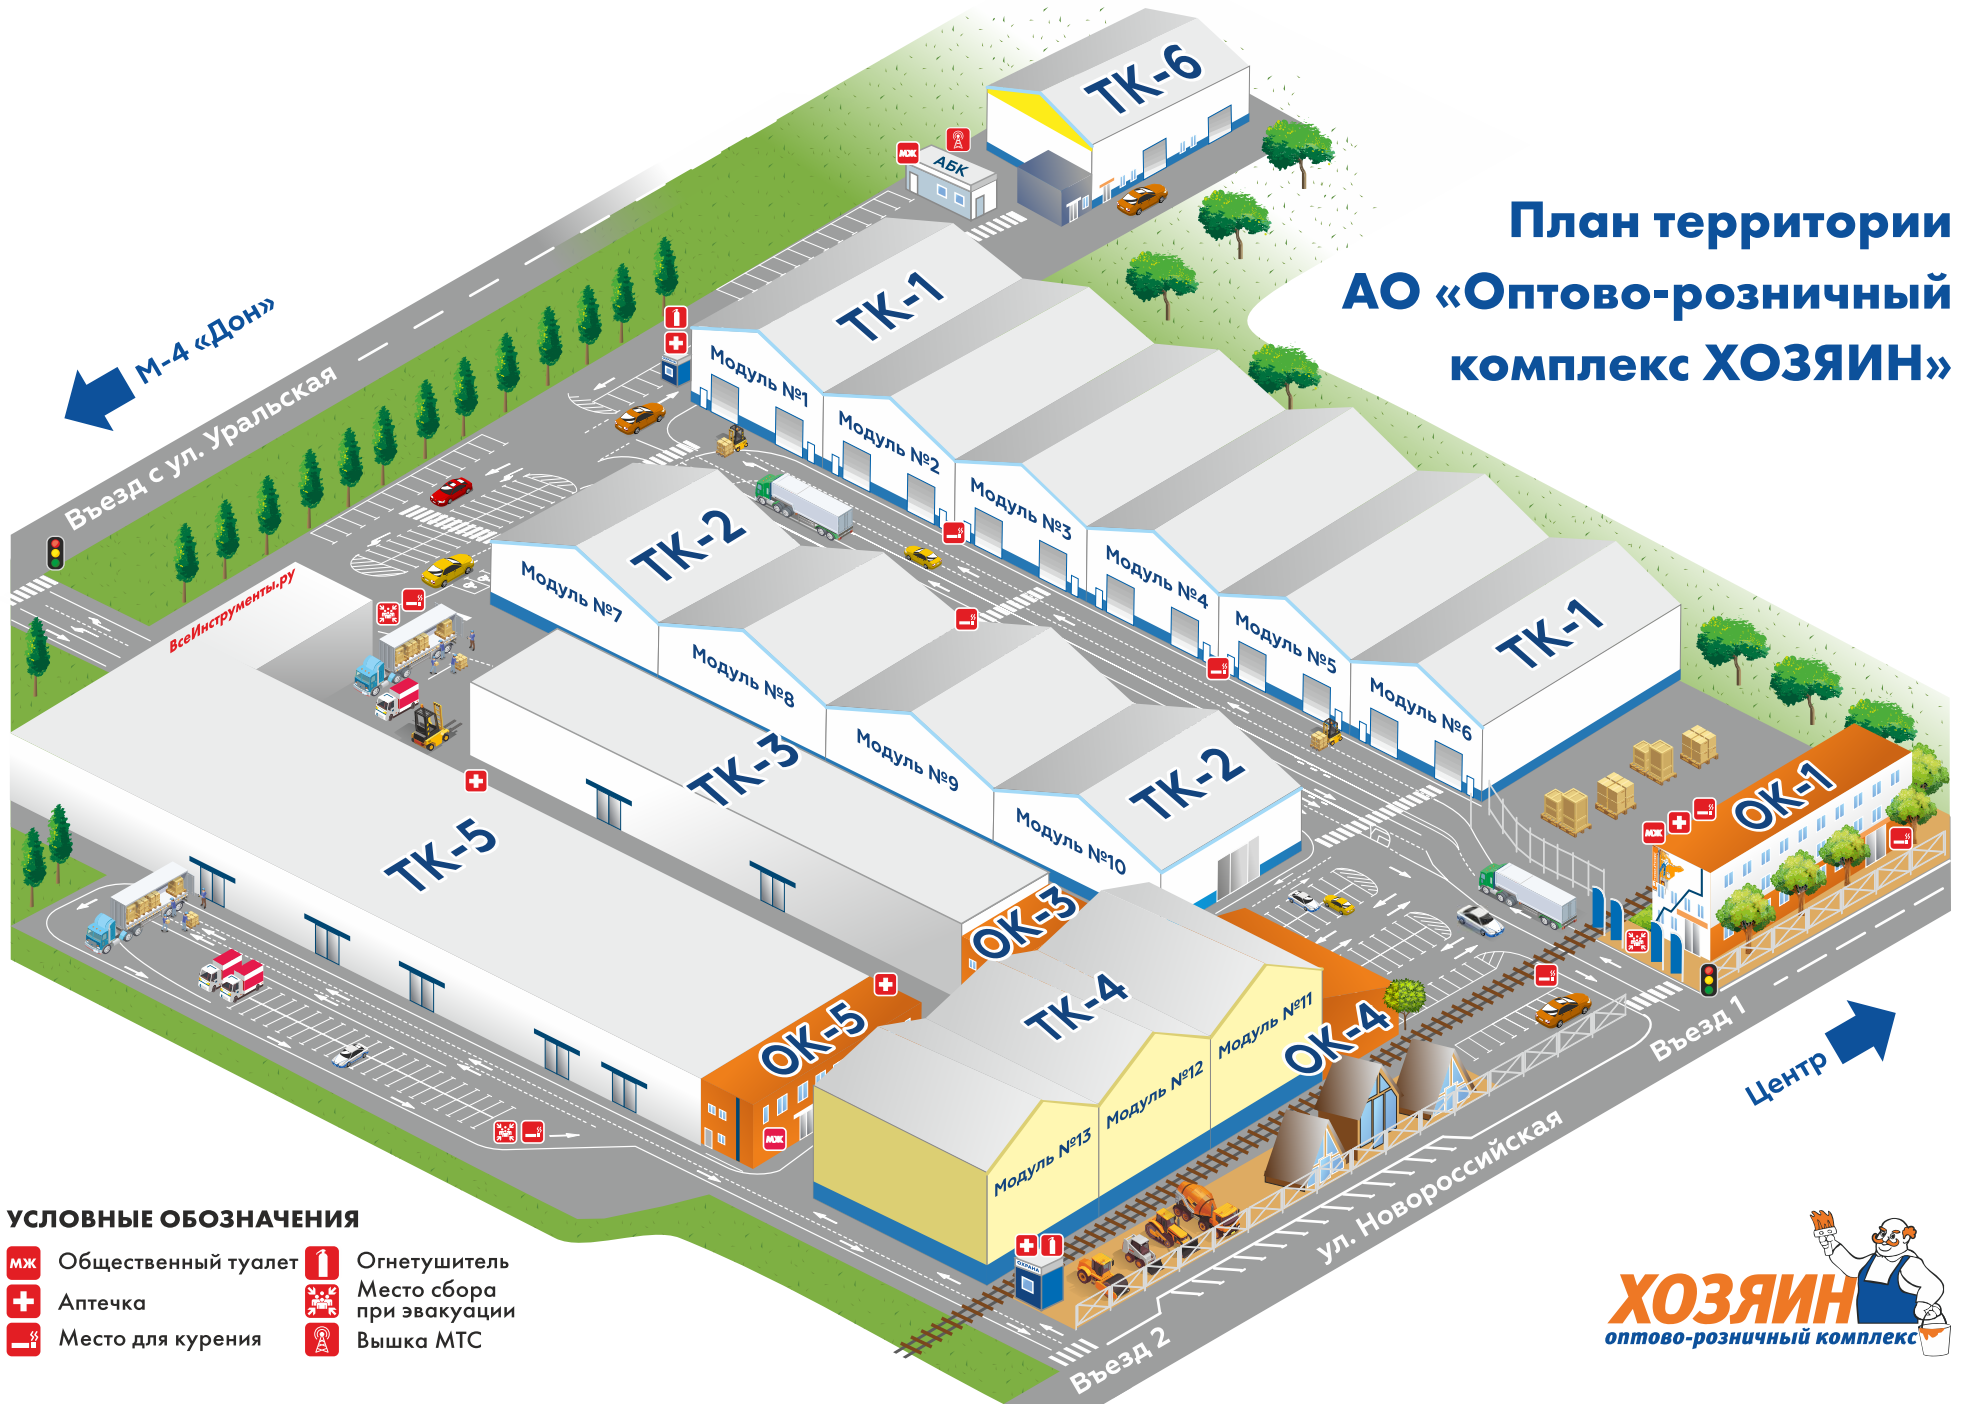 План территории
АО «Оптово-розничный
комплекс ХОЗЯИН»
ТК-6
МЖ
АБК
М-4 «Дон»
Въезд с ул. Уральская
ТК-1
Модуль №1
Модуль №2
Модуль №3
Модуль №4
Модуль №5
Модуль №6
ТК-1
ТК-2
Модуль №7
Модуль №8
Модуль №9
Модуль №10
ТК-2
ВсеИнструменты.ру
ТК-3
ТК-5
ОК-1
МЖ
ОК-3
ТК-4
ОК-4
ОК-5
МЖ
Модуль №11
Модуль №12
Модуль №13
Въезд 1
Центр
ул. Новороссийская
ОХРАНА
Въезд 2
УСЛОВНЫЕ ОБОЗНАЧЕНИЯ
МЖ Общественный туалет
Аптечка
Место для курения
Огнетушитель
Место сбора
при эвакуации
Вышка МТС
ХОЗЯИН
оптово-розничный комплекс